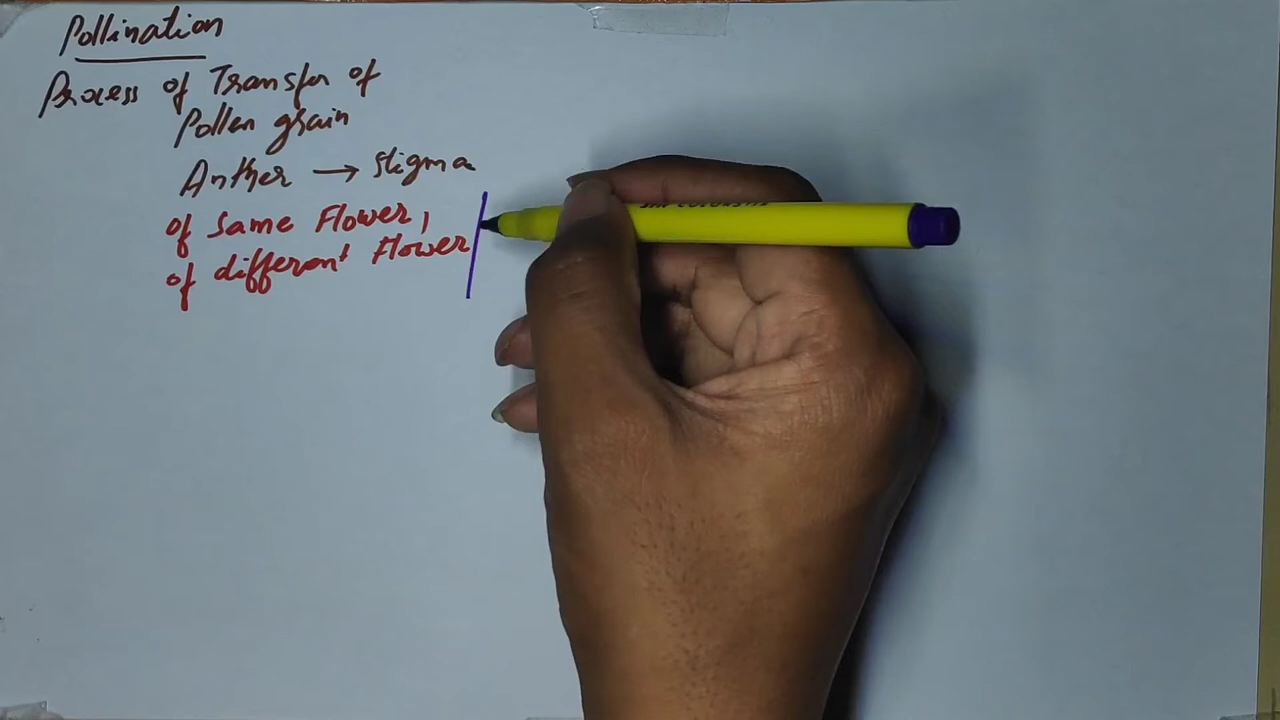 Pollination
Process of Transfer of
Pollen grain
Anther → stigma
of same Flower,
of different Flower